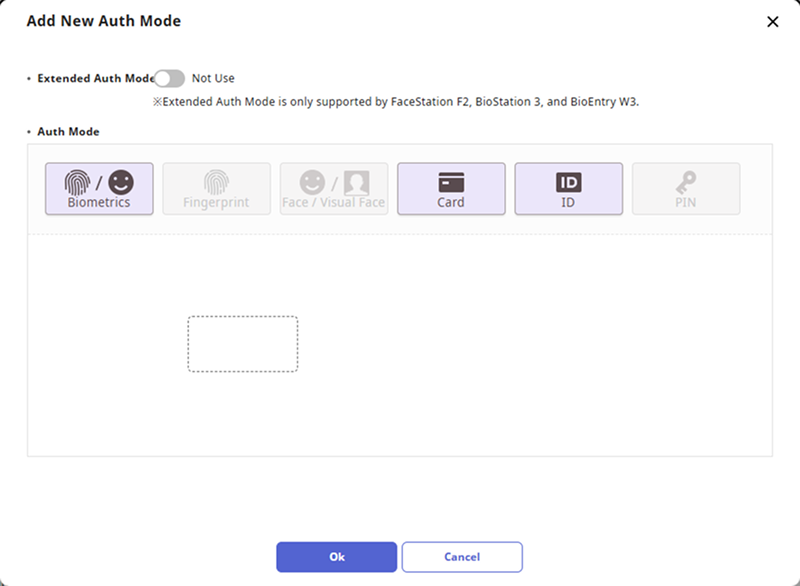 Add New Auth Mode
• Extended Auth Mode Not Use
※Extended Auth Mode is only supported by FaceStation F2, BioStation 3, and BioEntry W3.
• Auth Mode
Biometrics Fingerprint Face / Visual Face Card ID ID PIN
Ok Cancel